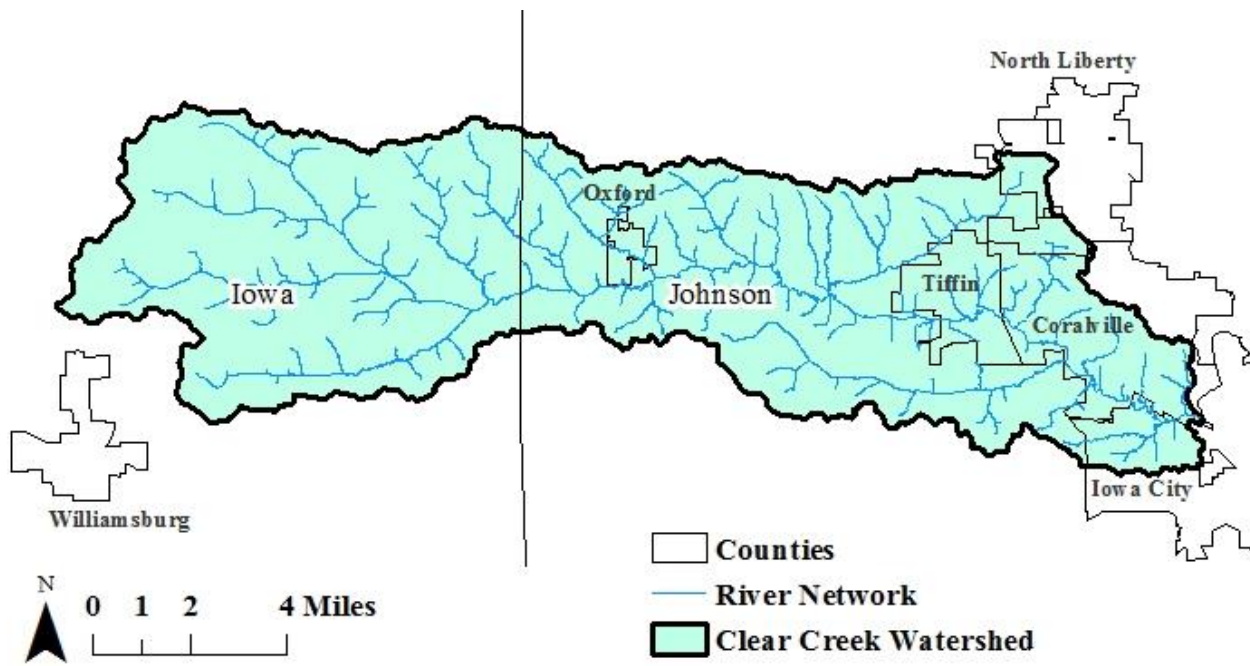 North Liberty
Oxford
Iowa
Johnson
Tiffin
Coralville
Iowa City
Williamsburg
Counties
River Network
Clear Creek Watershed
N
0 1 2 4 Miles